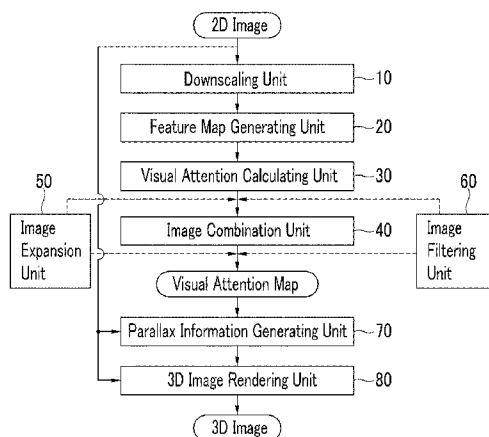 2D Image
Downscaling Unit
10
Feature Map Generating Unit
20
Visual Attention Calculating Unit
30
50
60
Image
Expansion
Unit
Image Combination Unit
40
Image
Filtering
Unit
Visual Attention Map
Parallax Information Generating Unit
70
3D Image Rendering Unit
80
3D Image